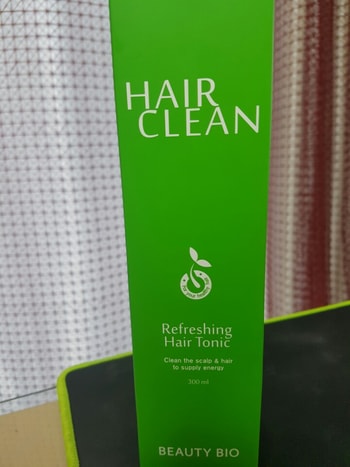 HAIR
CLEAN
Refreshing
Hair Tonic
Clean the scalp & hair
to supply energy
300 ml
BEAUTY BIO